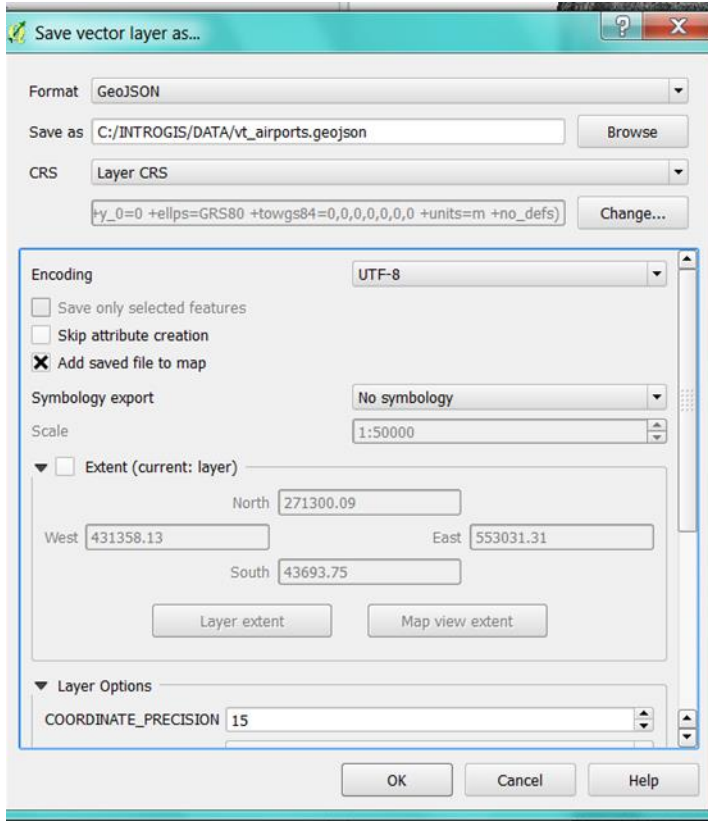 Save vector layer as...
Format GeoJSON
Save as C:/INTROGIS/DATA/vt_airports.geojson Browse
CRS Layer CRS
+y_0=0 +ellps=GRS80 +towgs84=0,0,0,0,0,0,0 +units=m +no_defs) Change...
Encoding UTF-8
Save only selected features
Skip attribute creation
Add saved file to map
Symbology export No symbology
Scale 1:50000
Extent (current: layer)
North 271300.09
West 431358.13 East 553031.31
South 43693.75
Layer extent Map view extent
Layer Options
COORDINATE_PRECISION 15
OK Cancel Help